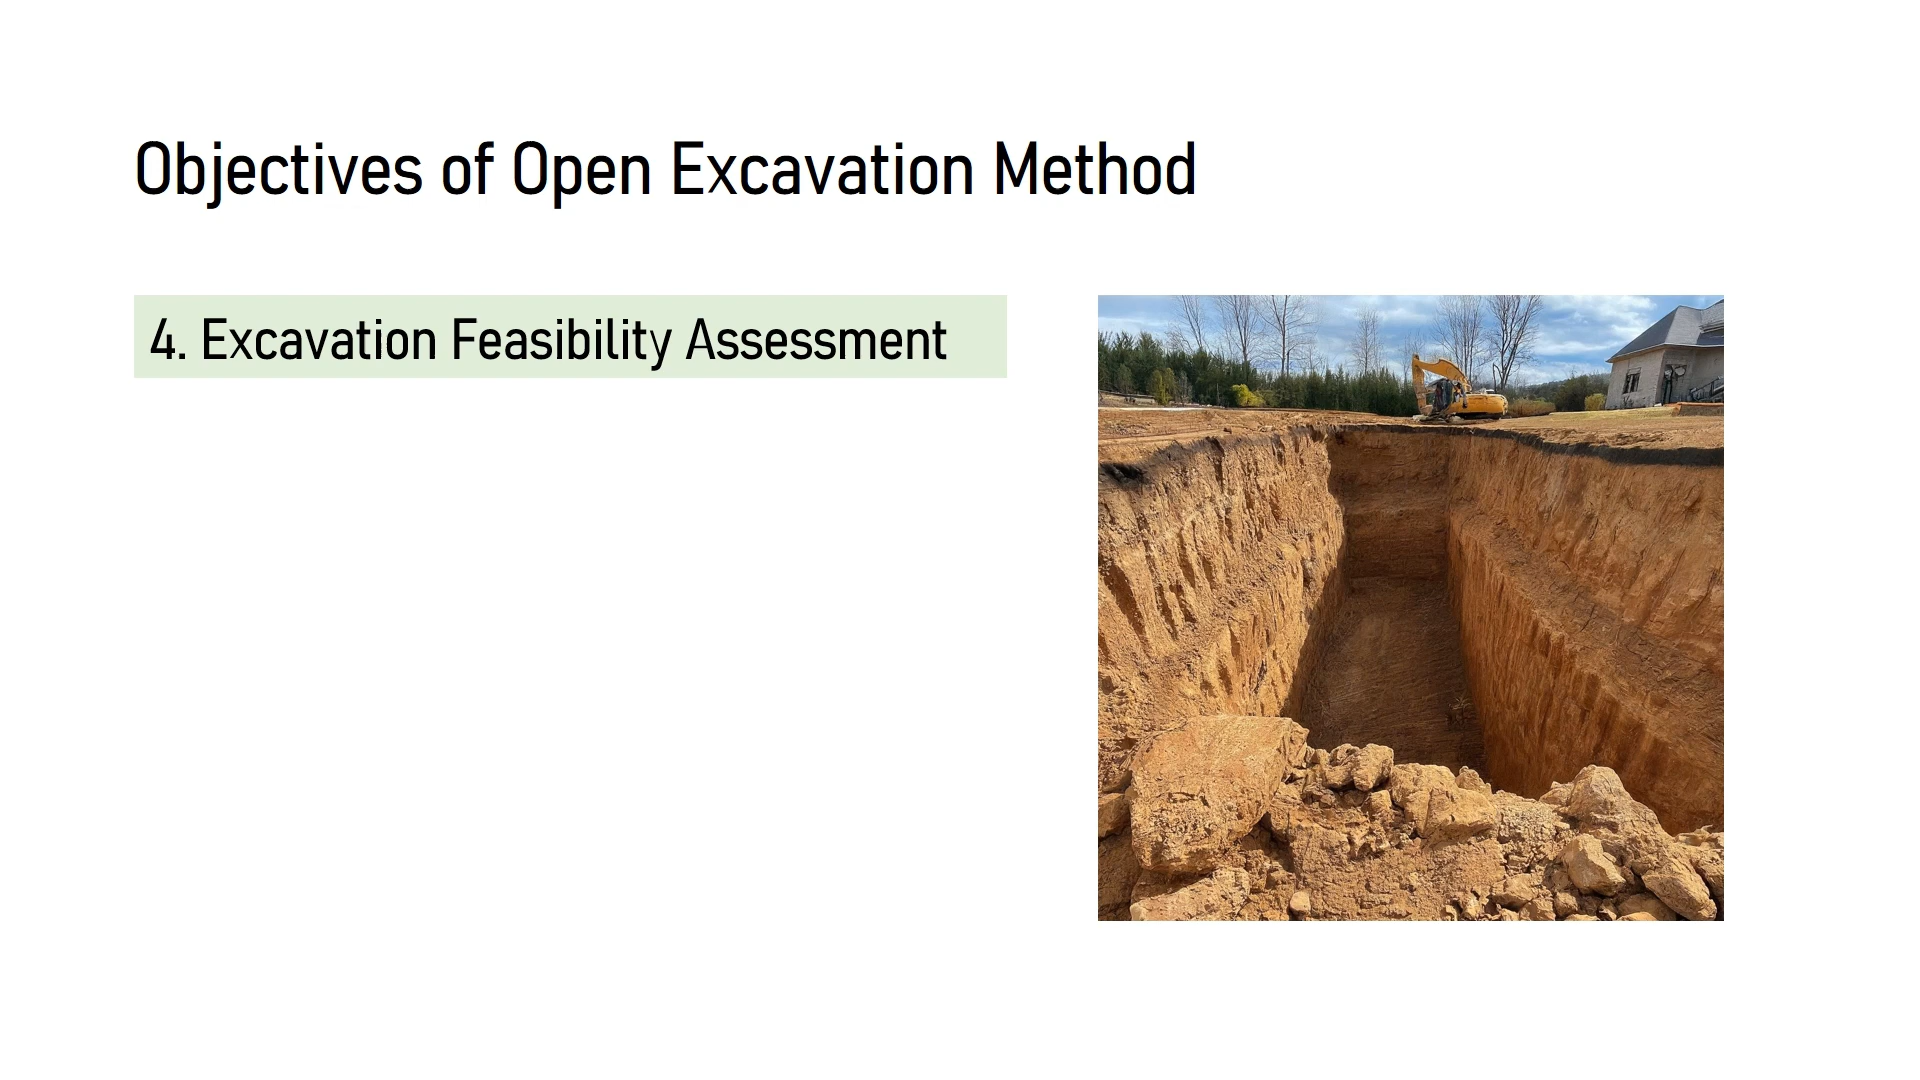 Objectives of Open Excavation Method
4. Excavation Feasibility Assessment